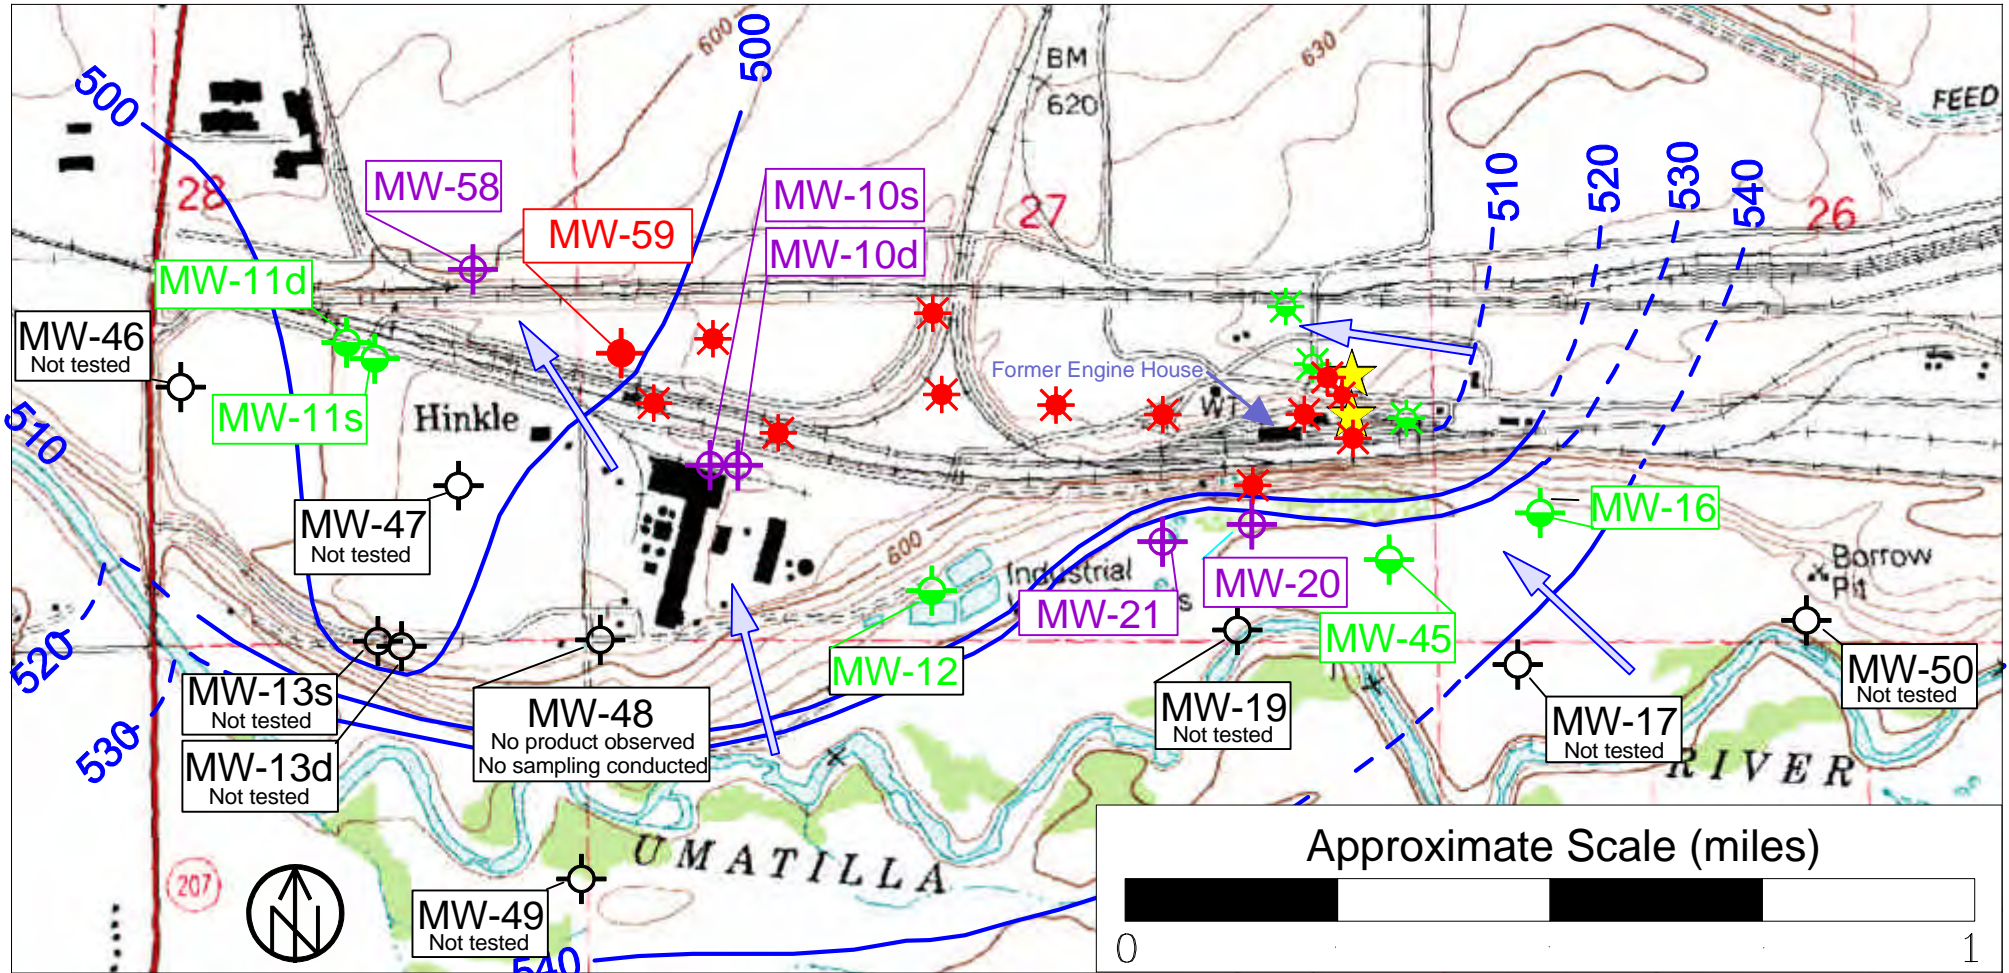 600
500
BM
620
630
500
FEED
28
MW-58
MW-10s
27
510
520
530
540
26
MW-59
MW-10d
MW-11d
MW-46
Not tested
Former Engine House
MW-11s
Hinkle
W
510
MW-47
Not tested
MW-16
600
Industrial
s
Borrow
Pit
MW-20
MW-21
MW-45
520
MW-12
MW-13s
Not tested
MW-48
No product observed
No sampling conducted
MW-19
Not tested
MW-17
Not tested
MW-50
Not tested
530
MW-13d
Not tested
RIVER
UMATILLA
207
MW-49
Not tested
540
N
Approximate Scale (miles)
0
1